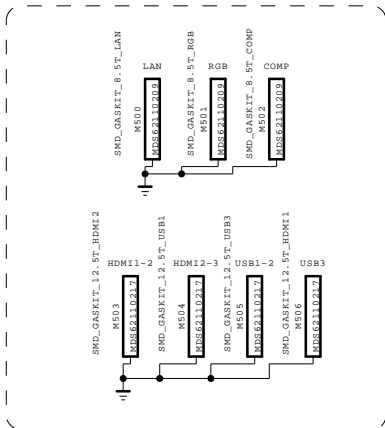 LAN
SMD_GASKIT_8.5T_LAN
M500
MDS62110209
RGB
SMD_GASKIT_8.5T_RGB
M501
MDS62110209
COMP
SMD_GASKIT_8.5T_COMP
M502
MDS62110209
HDMI1-2
SMD_GASKIT_12.5T_HDMI2
M503
MDS62110217
HDMI2-3
SMD_GASKIT_12.5T_USB1
M504
MDS62110217
USB1-2
SMD_GASKIT_12.5T_USB3
M505
MDS62110217
USB3
SMD_GASKIT_12.5T_HDMI1
M506
MDS62110217